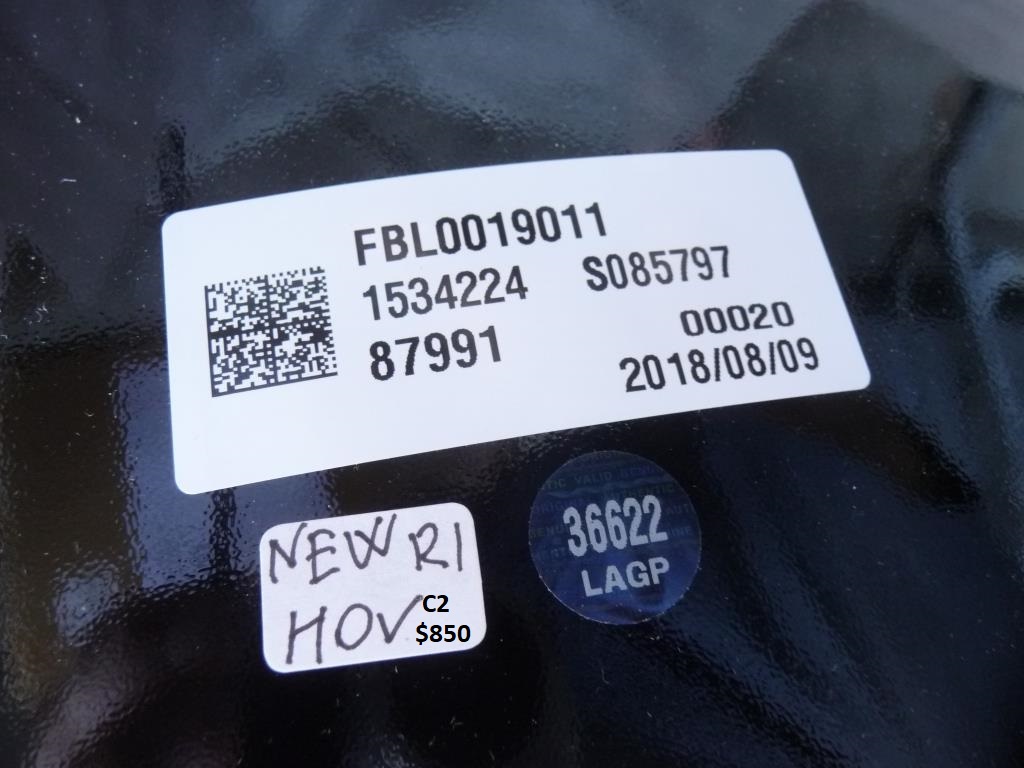 FBL0019011
1534224 S085797
87991 00020
2018/08/09
NEW RI
HOV C2
$850
36622
LAGP